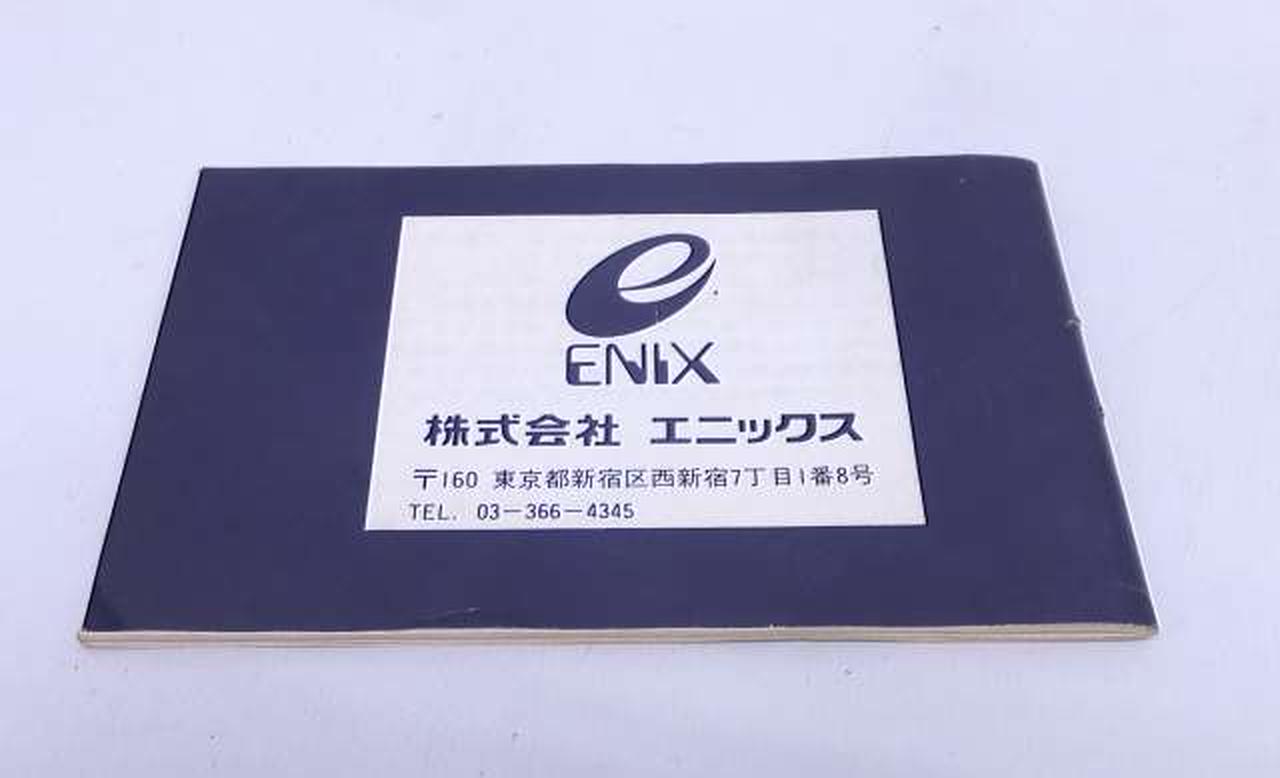 ENIX
株式会社 エニックス
〒160 東京都新宿区西新宿7丁目1番8号
TEL. 03-366-4345